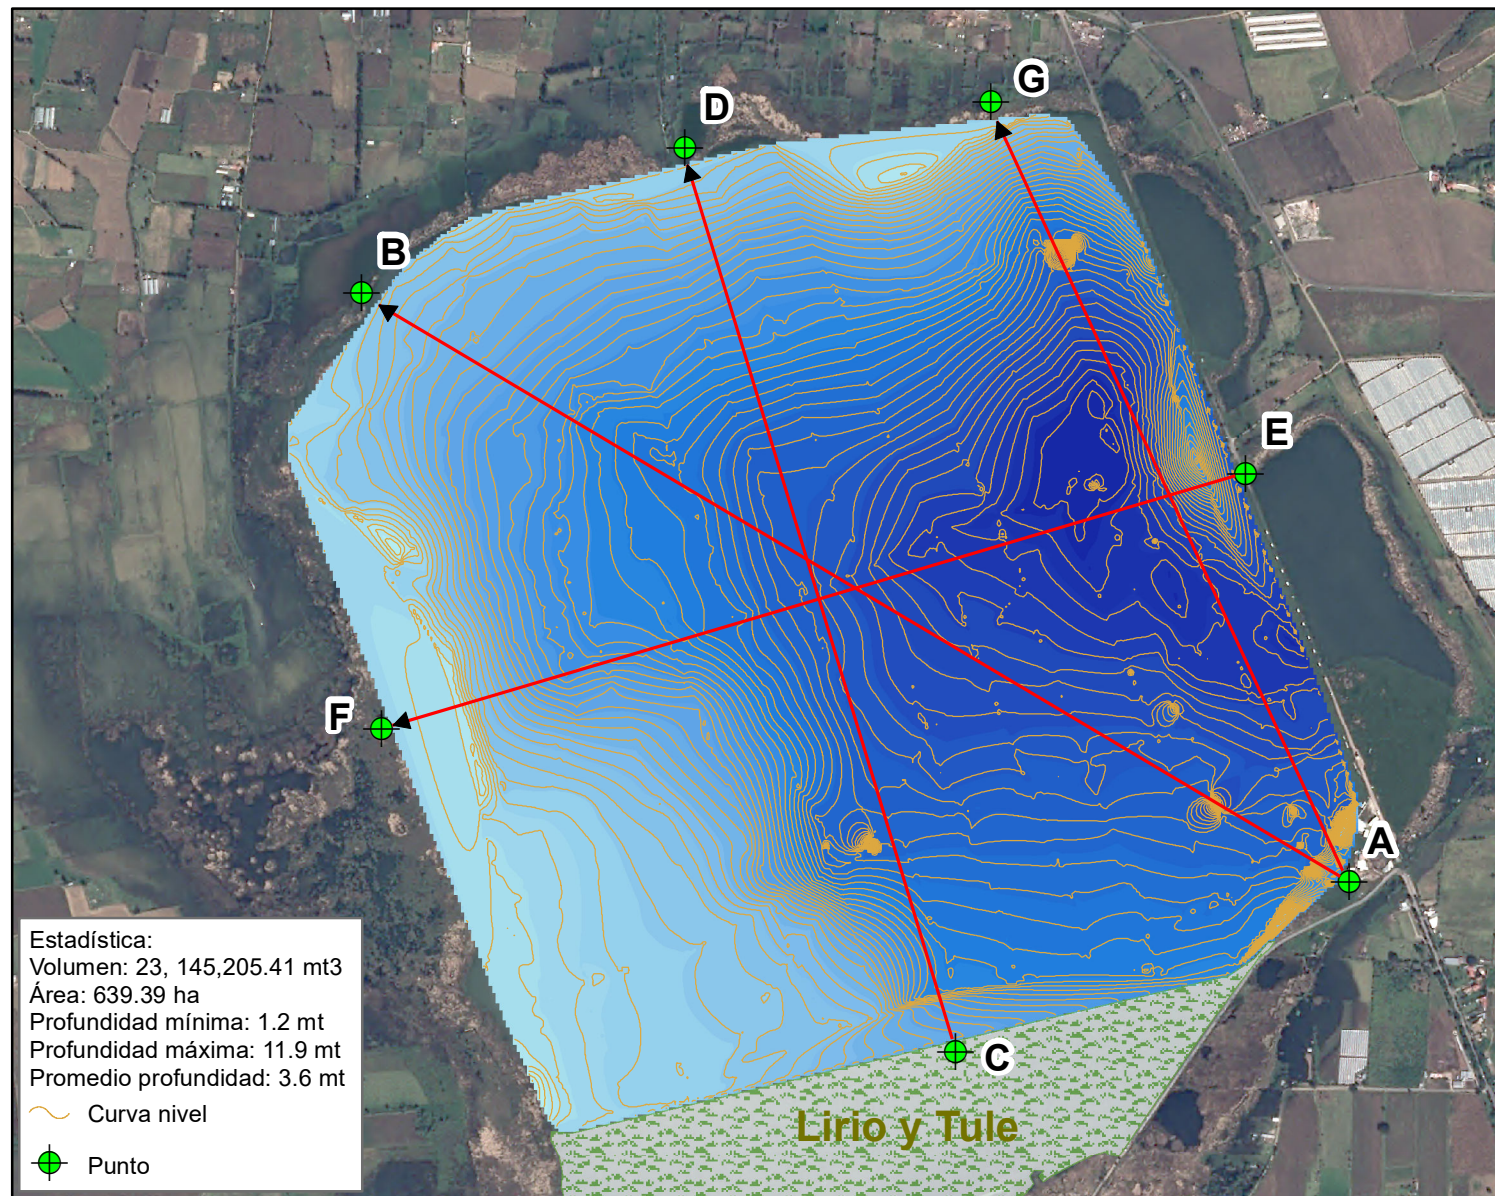 G
D
B
E
F
A
C
Lirio y Tule
Estadística:
Volumen: 23, 145,205.41 mt3
Área: 639.39 ha
Profundidad mínima: 1.2 mt
Profundidad máxima: 11.9 mt
Promedio profundidad: 3.6 mt
Curva nivel
Punto